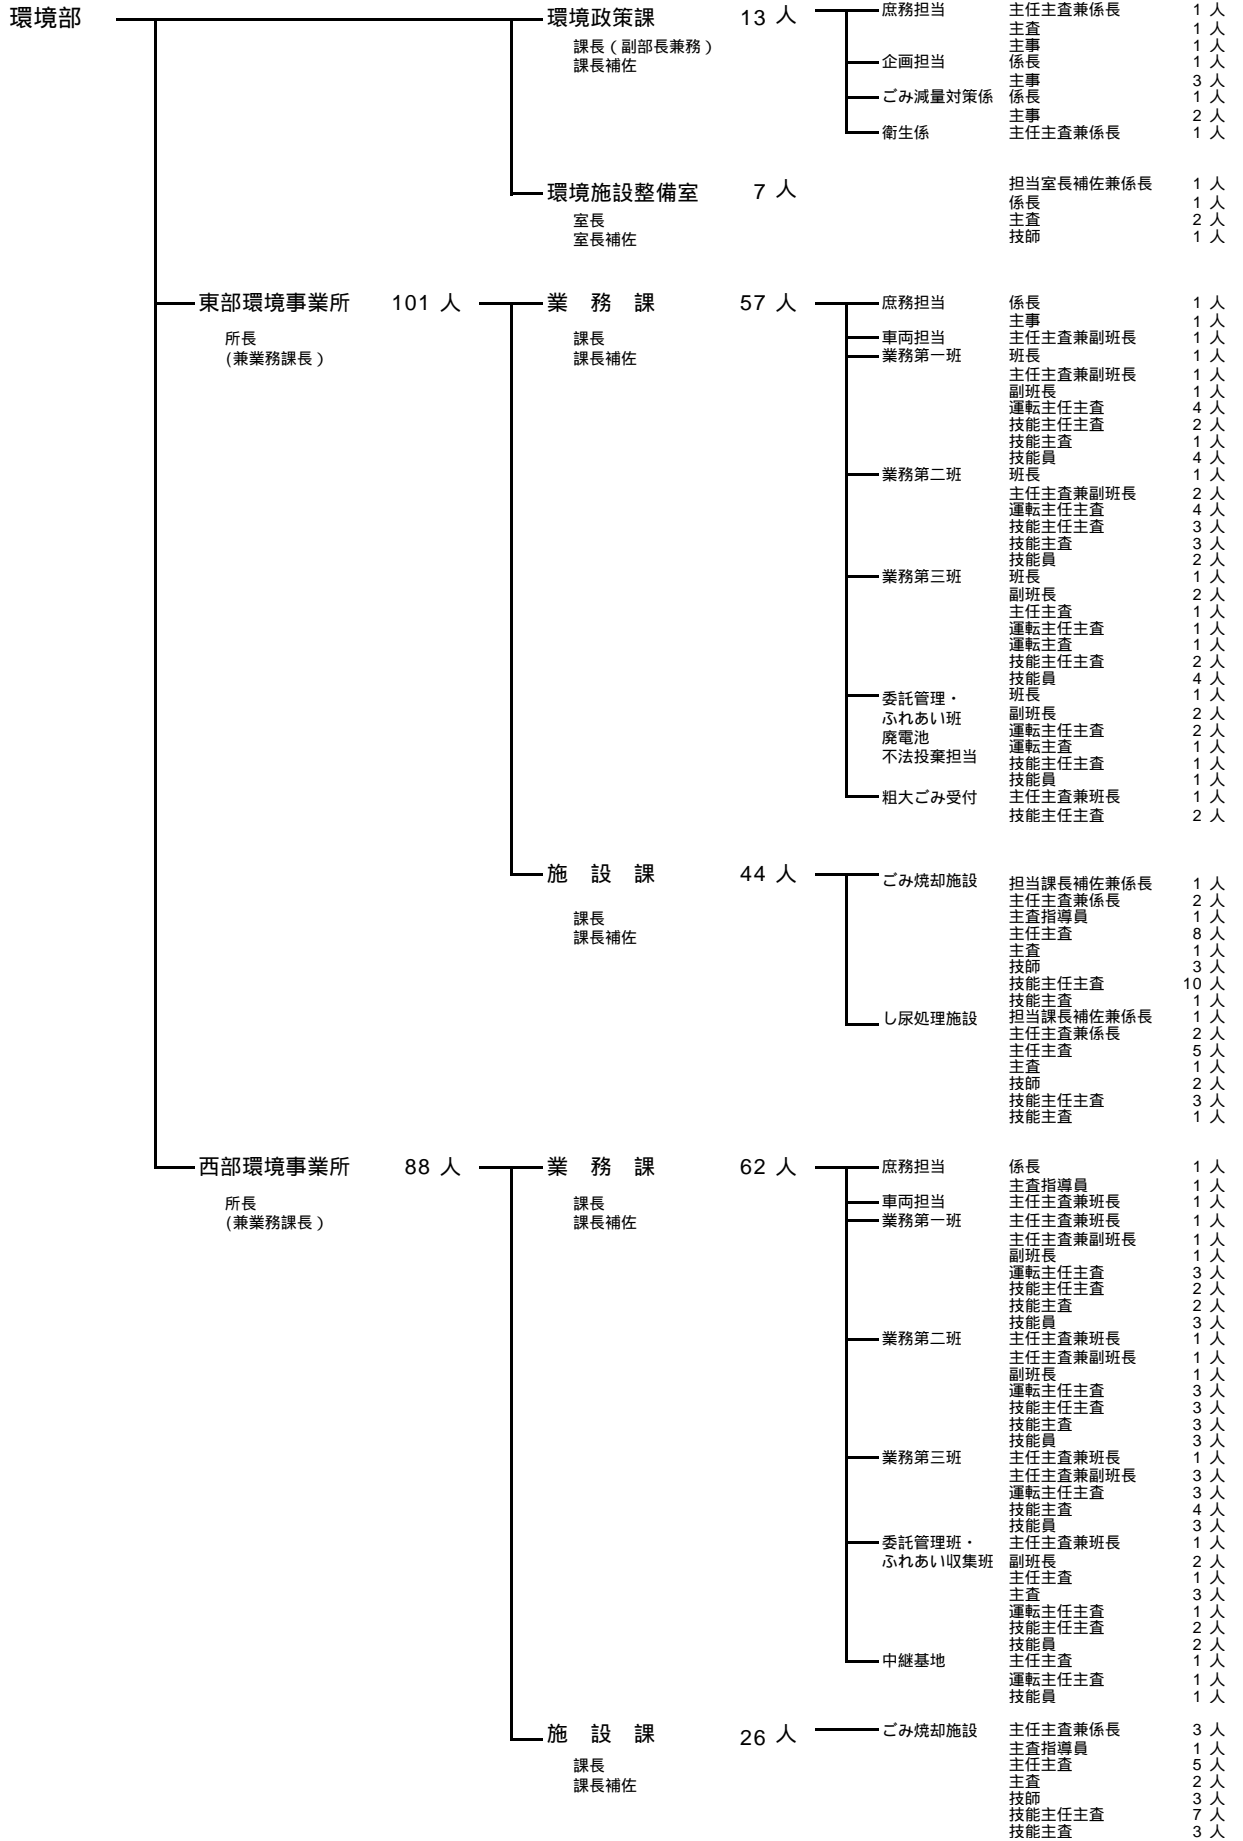 環境部
環境政策課 13 人
課長（副部長兼務）
課長補佐
庶務担当 主任主査兼係長 1 人
主査 1 人
主事 1 人
企画担当 係長 1 人
主事 3 人
ごみ減量対策係 係長 1 人
主事 2 人
衛生係 主任主査兼係長 1 人
環境施設整備室 7 人
室長
室長補佐
担当室長補佐兼係長 1 人
係長 1 人
主査 2 人
技師 1 人
東部環境事業所 101 人
所長
(兼業務課長）
業 務 課 57 人
課長
課長補佐
庶務担当 係長 1 人
主事 1 人
車両担当 主任主査兼副班長 1 人
業務第一班 班長 1 人
主任主査兼副班長 1 人
副班長 1 人
運転主任主査 4 人
技能主任主査 2 人
技能主査 1 人
技能員 4 人
業務第二班 班長 1 人
主任主査兼副班長 2 人
運転主任主査 4 人
技能主任主査 3 人
技能主査 3 人
技能員 2 人
業務第三班 班長 1 人
副班長 2 人
主任主査 1 人
運転主任主査 1 人
運転主査 1 人
技能主任主査 2 人
技能員 4 人
委託管理・
ふれあい班
廃電池
不法投棄担当
班長 1 人
副班長 2 人
運転主任主査 2 人
運転主査 1 人
技能主任主査 1 人
技能員 1 人
粗大ごみ受付 主任主査兼班長 1 人
技能主任主査 2 人
施 設 課 44 人
課長
課長補佐
ごみ焼却施設 担当課長補佐兼係長 1 人
主任主査兼係長 2 人
主査指導員 1 人
主任主査 8 人
主査 1 人
技師 3 人
技能主任主査 10 人
技能主査 1 人
し尿処理施設 担当課長補佐兼係長 1 人
主任主査兼係長 2 人
主任主査 5 人
主査 1 人
技師 2 人
技能主任主査 3 人
技能主査 1 人
西部環境事業所 88 人
所長
(兼業務課長）
業 務 課 62 人
課長
課長補佐
庶務担当 係長 1 人
主査指導員 1 人
車両担当 主任主査兼班長 1 人
業務第一班 主任主査兼班長 1 人
主任主査兼副班長 1 人
副班長 1 人
運転主任主査 3 人
技能主任主査 2 人
技能主査 2 人
技能員 3 人
業務第二班 主任主査兼班長 1 人
主任主査兼副班長 1 人
副班長 1 人
運転主任主査 3 人
技能主任主査 3 人
技能主査 3 人
技能員 3 人
業務第三班 主任主査兼班長 1 人
主任主査兼副班長 3 人
運転主任主査 3 人
技能主査 4 人
技能員 3 人
委託管理班・
ふれあい収集班
主任主査兼班長 1 人
副班長 2 人
主任主査 1 人
主査 3 人
運転主任主査 1 人
技能主任主査 2 人
技能員 2 人
中継基地 主任主査 1 人
運転主任主査 1 人
技能員 1 人
施 設 課 26 人
課長
課長補佐
ごみ焼却施設 主任主査兼係長 3 人
主査指導員 1 人
主任主査 5 人
主査 2 人
技師 3 人
技能主任主査 7 人
技能主査 3 人